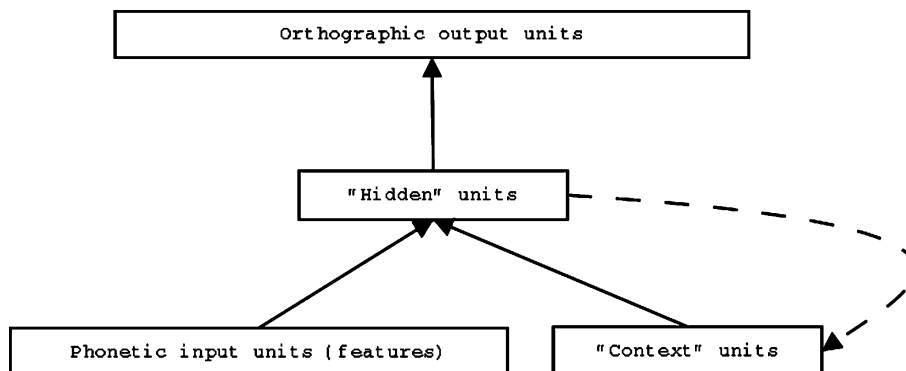 Orthographic output units
"Hidden" units
Phonetic input units (features)
"Context" units